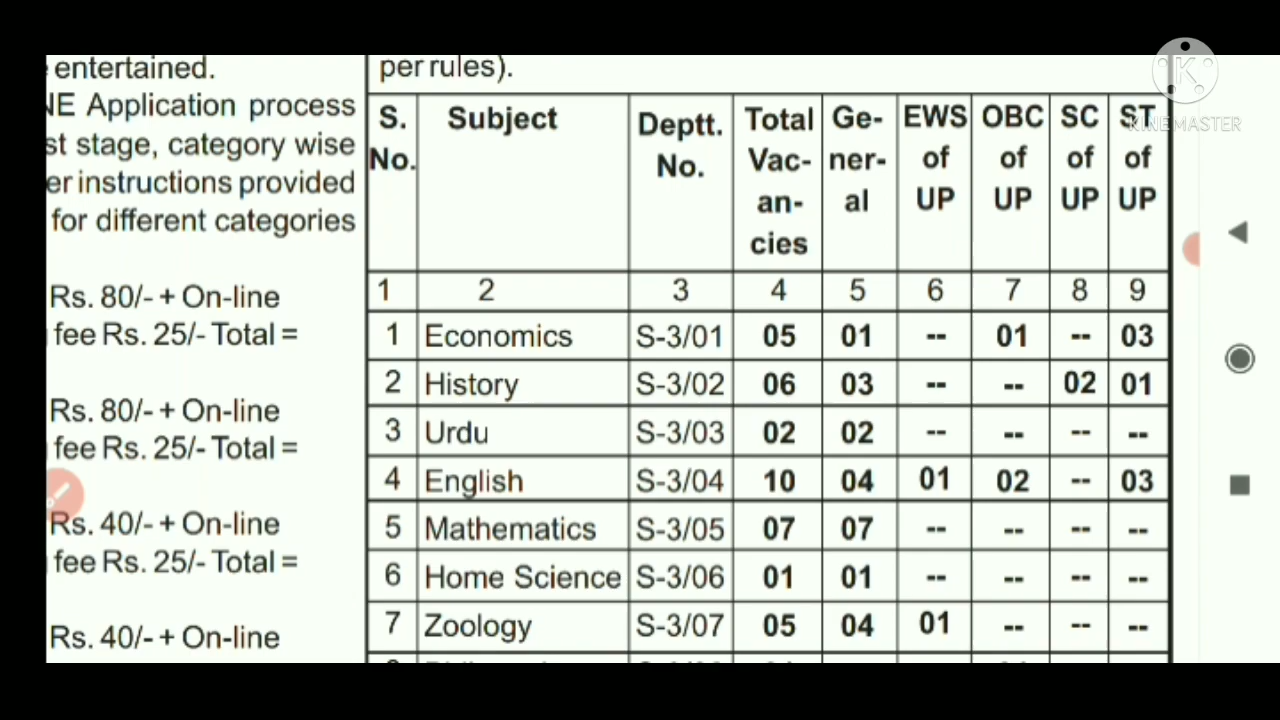 entertained.
NE Application process
st stage, category wise
er instructions provided
for different categories
Rs. 80/- + On-line
fee Rs. 25/- Total =
Rs. 80/- + On-line
fee Rs. 25/- Total =
Rs. 40/- + On-line
fee Rs. 25/- Total =
Rs. 40/- + On-line
per rules).
S. No. Subject Deptt. No. Total Vac-an-cies Ge-ner-al EWS of UP OBC of UP SC of UP ST of UP
1 2 3 4 5 6 7 8 9
1 Economics S-3/01 05 01 -- 01 -- 03
2 History S-3/02 06 03 -- -- 02 01
3 Urdu S-3/03 02 02 -- -- -- --
4 English S-3/04 10 04 01 02 -- 03
5 Mathematics S-3/05 07 07 -- -- -- --
6 Home Science S-3/06 01 01 -- -- -- --
7 Zoology S-3/07 05 04 01 -- -- --
K
KINEMASTER